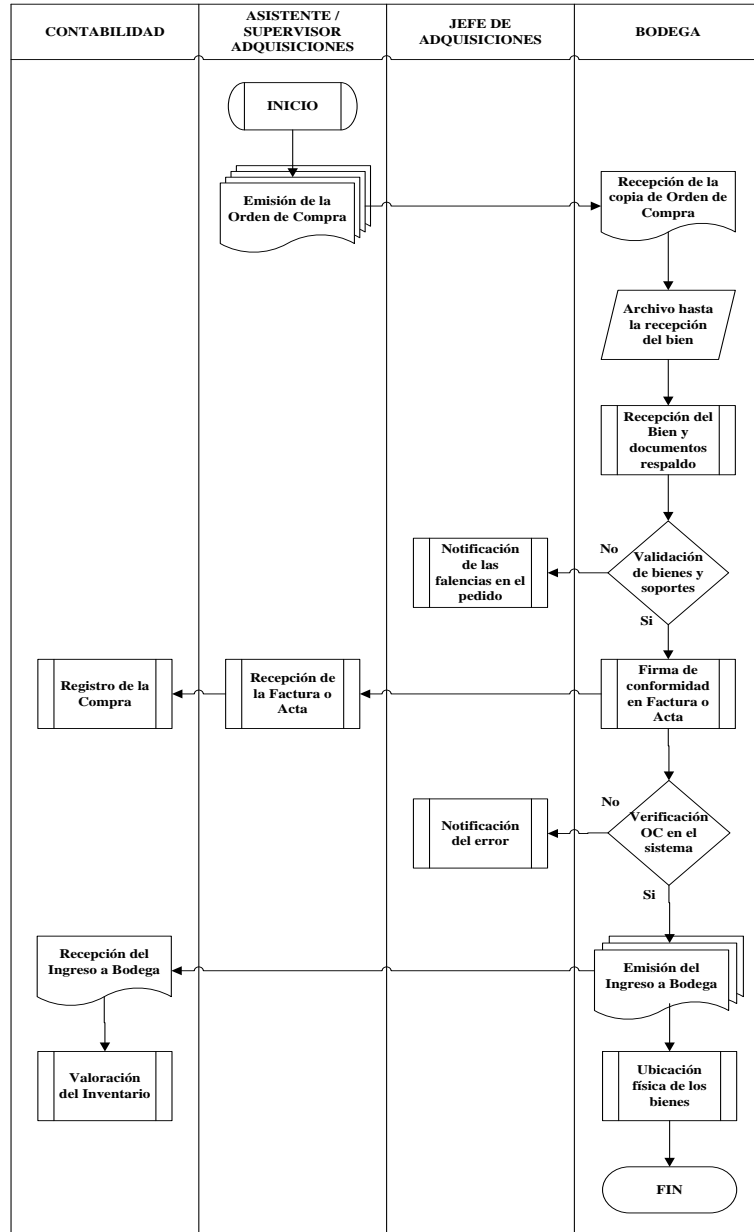 CONTABILIDAD
ASISTENTE /
SUPERVISOR
ADQUISICIONES
JEFE DE
ADQUISICIONES
BODEGA
INICIO
Emisión de la
Orden de Compra
Recepción de la
copia de Orden de
Compra
Archivo hasta
la recepción
del bien
Recepción del
Bien y
documentos
respaldo
Validación
de bienes y
soportes
No
Si
Notificación
de las
falencias en el
pedido
Firma de
conformidad
en Factura o
Acta
Recepción de
la Factura o
Acta
Registro de la
Compra
Verificación
OC en el
sistema
No
Si
Notificación
del error
Emisión del
Ingreso a Bodega
Recepción del
Ingreso a Bodega
Valoración
del Inventario
Ubicación
física de los
bienes
FIN